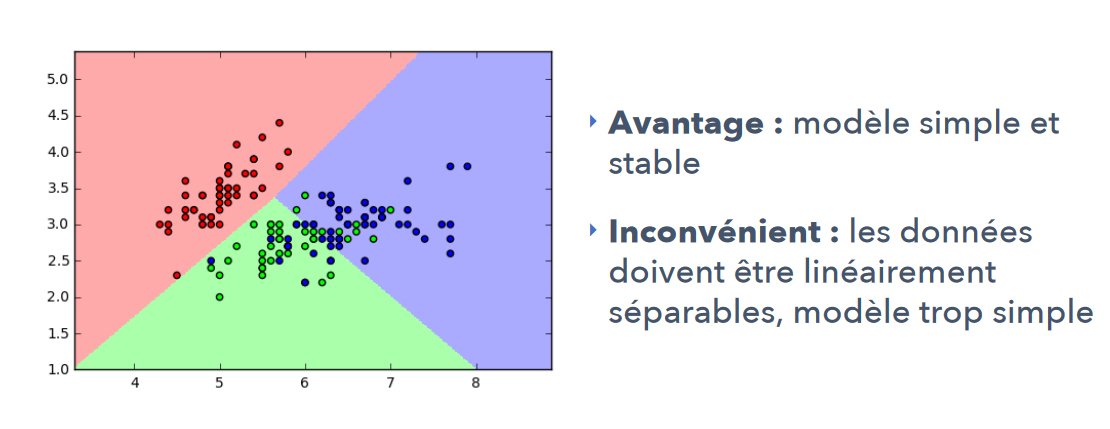 5.0
4.5
4.0
3.5
3.0
2.5
2.0
1.5
1.0
4 5 6 7 8
Avantage : modèle simple et
stable
Inconvénient : les données
doivent être linéairement
séparables, modèle trop simple